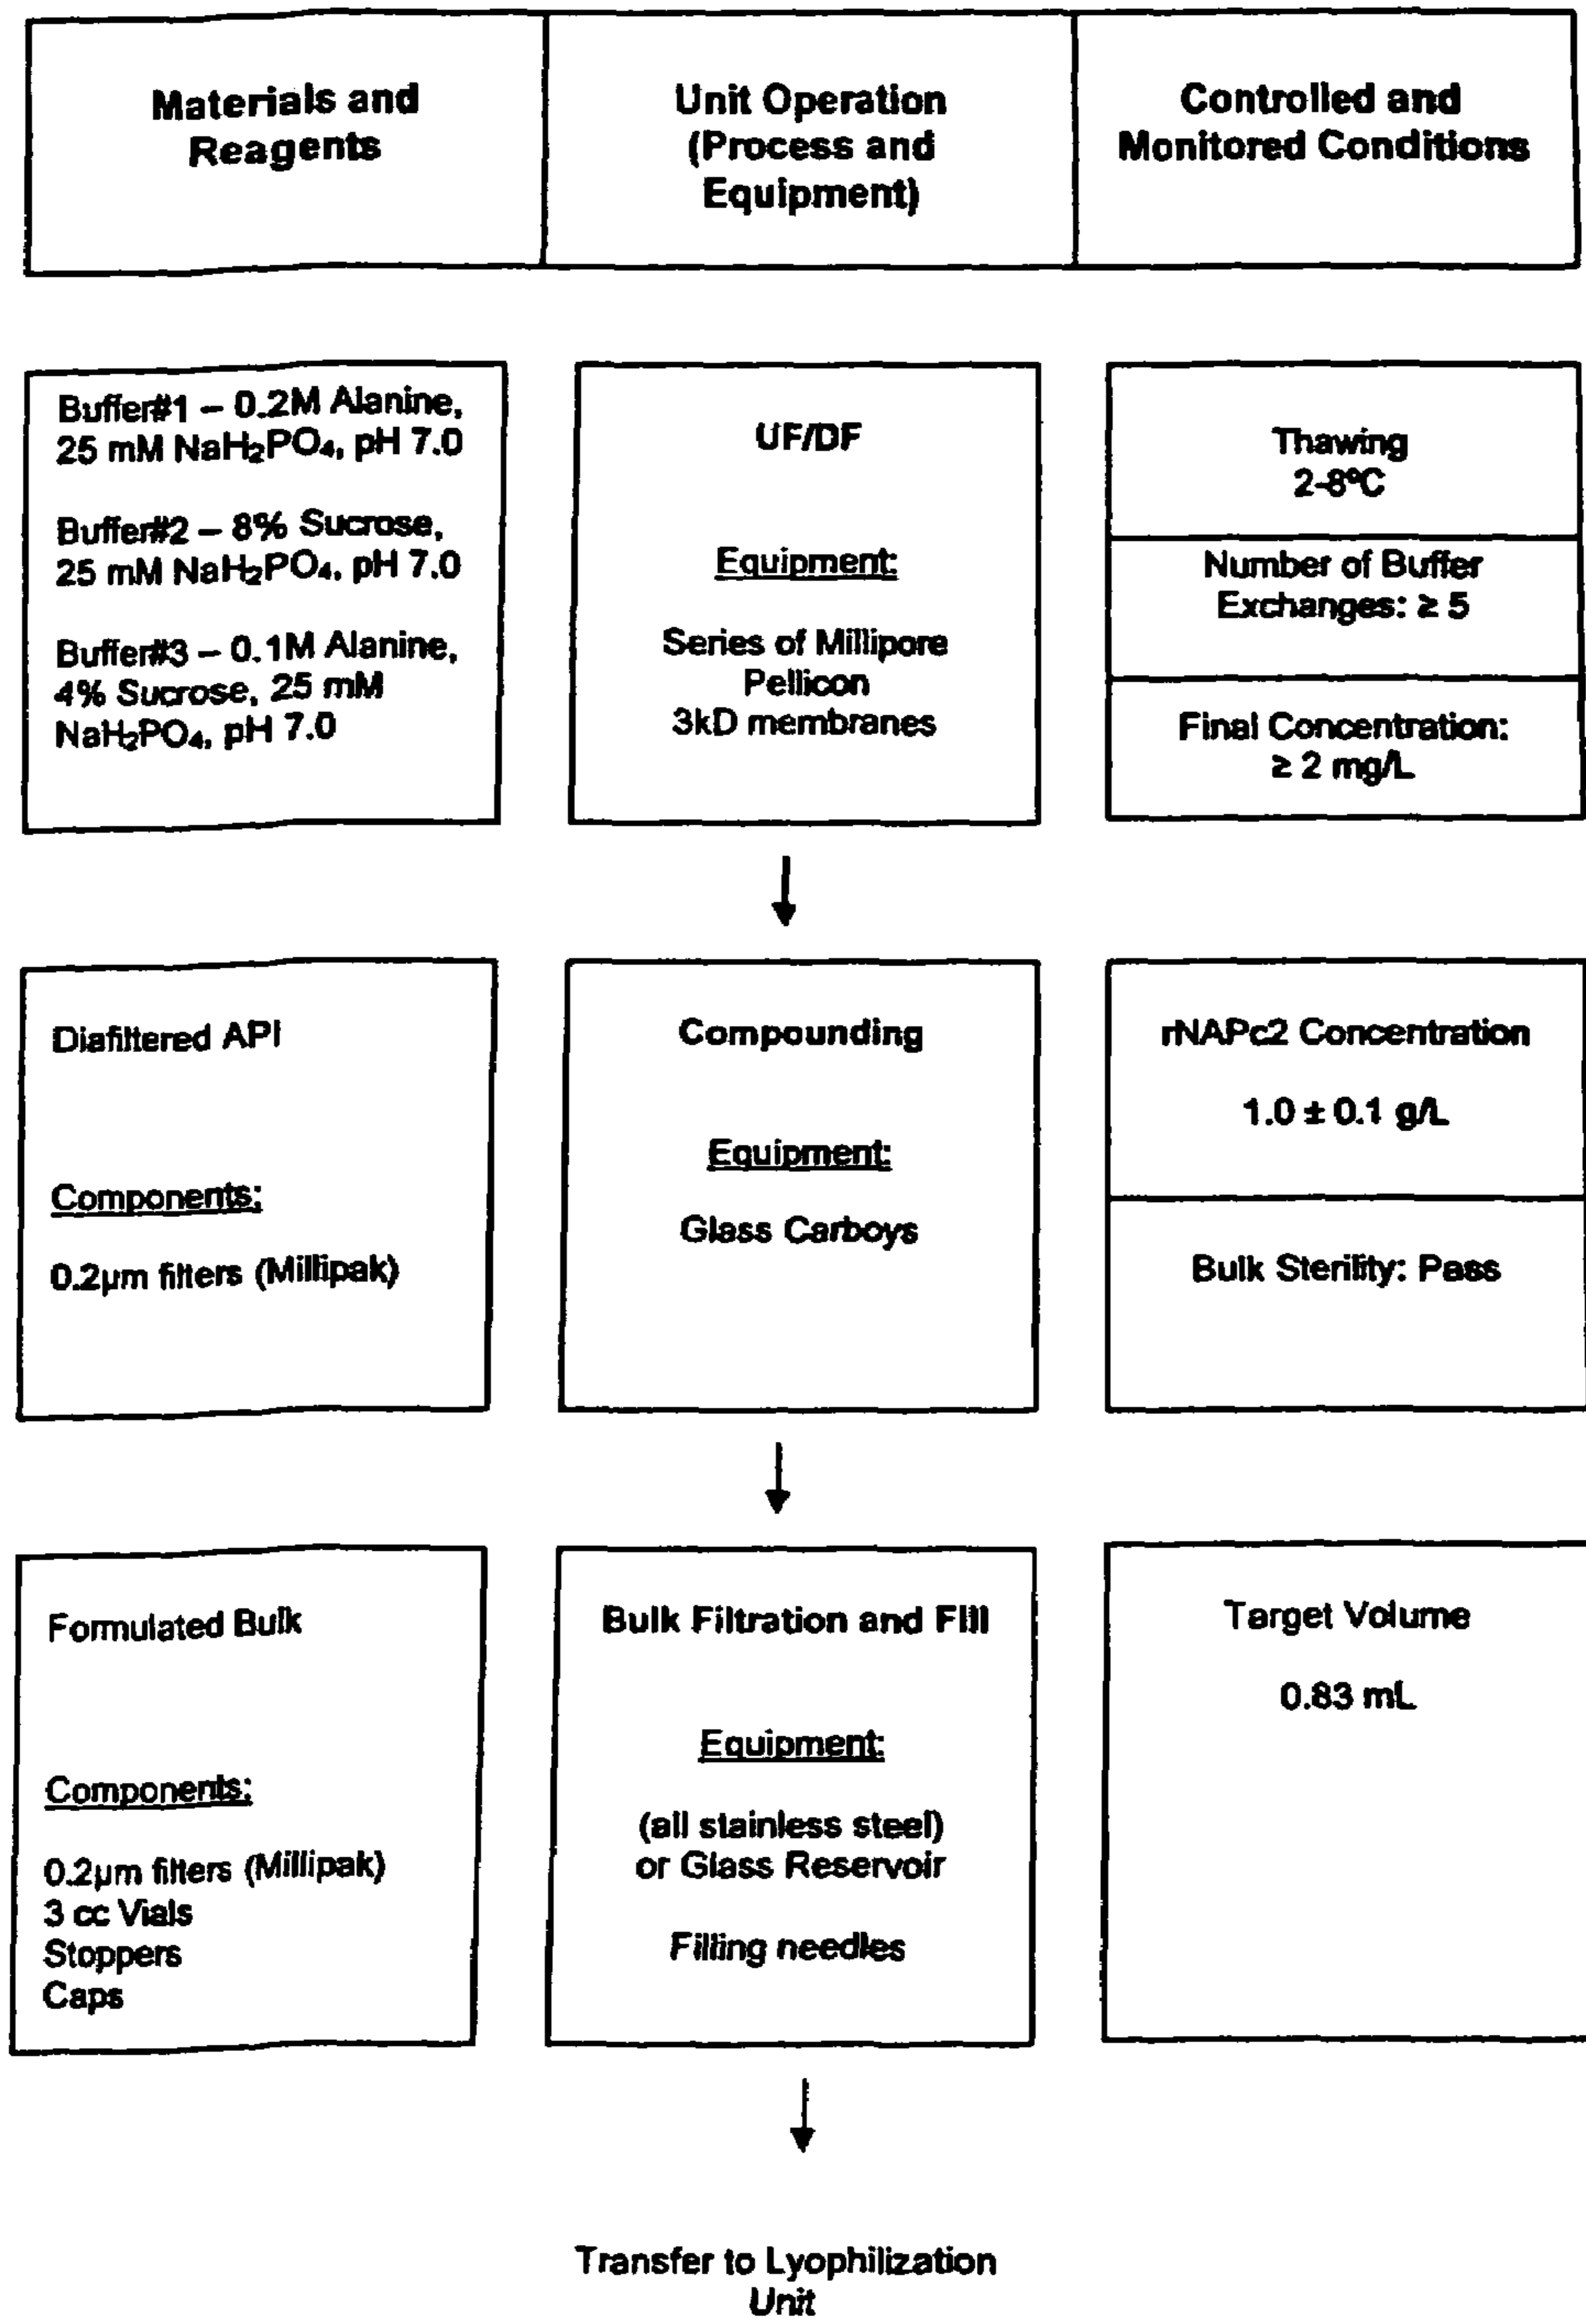 Materials and
Reagents
Unit Operation
(Process and
Equipment)
Controlled and
Monitored Conditions
Buffer#1 – 0.2M Alanine,
25 mM NaH₂PO₄, pH 7.0
Buffer#2 – 8% Sucrose,
25 mM NaH₂PO₄, pH 7.0
Buffer#3 – 0.1M Alanine,
4% Sucrose, 25 mM
NaH₂PO₄, pH 7.0
UF/DF
Equipment:
Series of Millipore
Pellicon
3kD membranes
Thawing
2-8ºC
Number of Buffer
Exchanges: ≥ 5
Final Concentration:
≥ 2 mg/L
Diafiltered API
Components:
0.2µm filters (Millipak)
Compounding
Equipment:
Glass Carboys
rNAPc2 Concentration
1.0 ± 0.1 g/L
Bulk Sterility: Pass
Formulated Bulk
Components:
0.2µm filters (Millipak)
3 cc Vials
Stoppers
Caps
Bulk Filtration and Fill
Equipment:
(all stainless steel)
or Glass Reservoir
Filling needles
Target Volume
0.83 mL
Transfer to Lyophilization
Unit